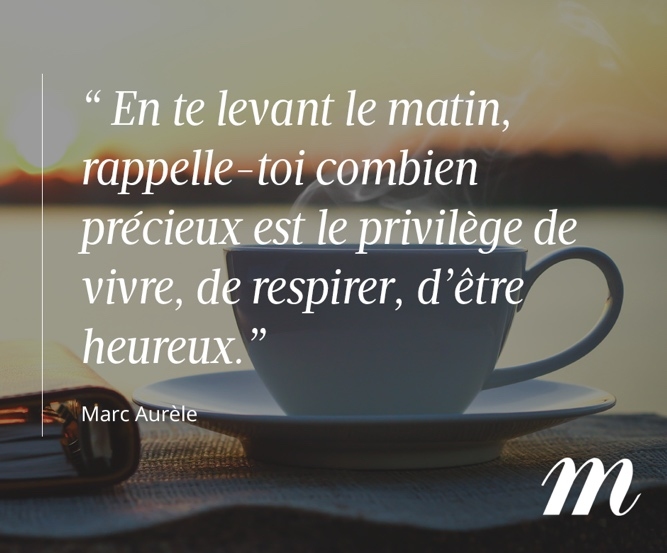 “ En te levant le matin,
rappelle-toi combien
précieux est le privilège de
vivre, de respirer, d’être
heureux.”
Marc Aurèle
m